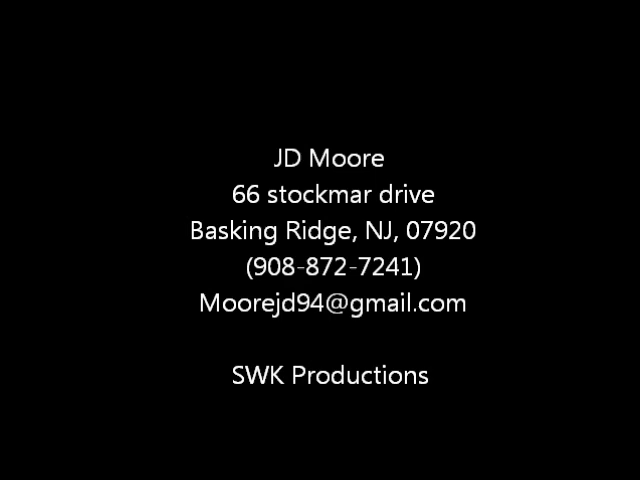 JD Moore
66 stockmar drive
Basking Ridge, NJ, 07920
(908-872-7241)
Moorejd94@gmail.com
SWK Productions